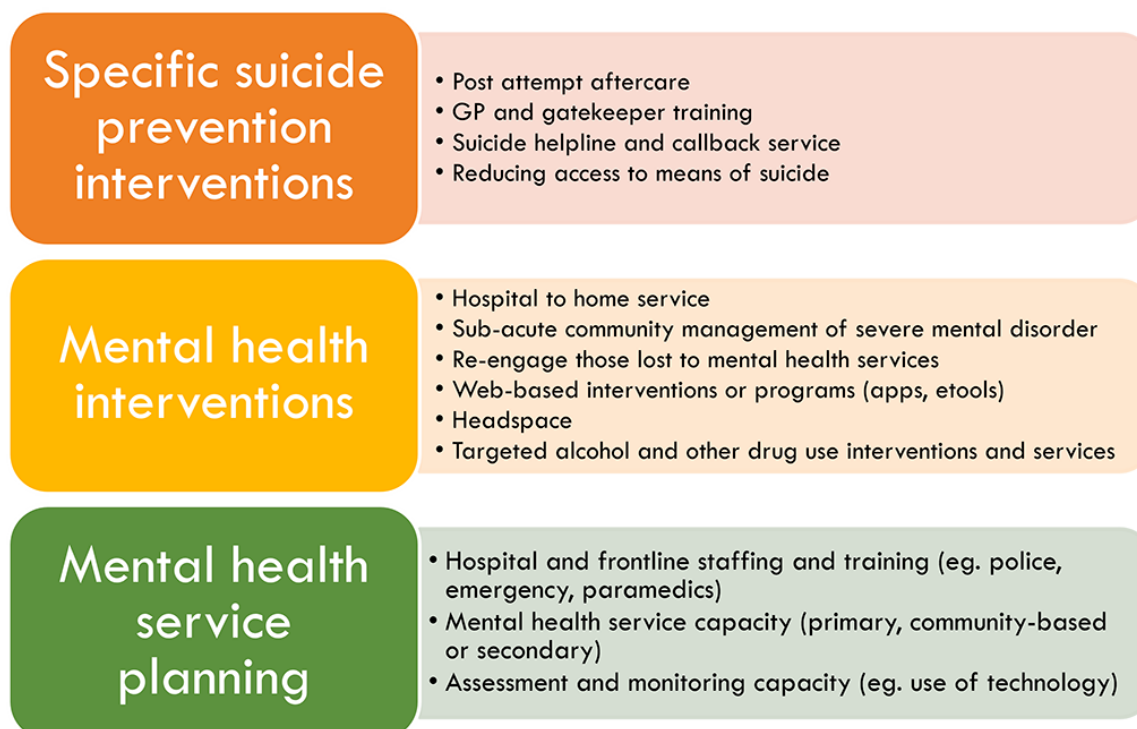 Specific suicide
prevention
interventions
• Post attempt aftercare
• GP and gatekeeper training
• Suicide helpline and callback service
• Reducing access to means of suicide
Mental health
interventions
• Hospital to home service
• Sub-acute community management of severe mental disorder
• Re-engage those lost to mental health services
• Web-based interventions or programs (apps, etools)
• Headspace
• Targeted alcohol and other drug use interventions and services
Mental health
service
planning
• Hospital and frontline staffing and training (eg. police,
emergency, paramedics)
• Mental health service capacity (primary, community-based
or secondary)
• Assessment and monitoring capacity (eg. use of technology)